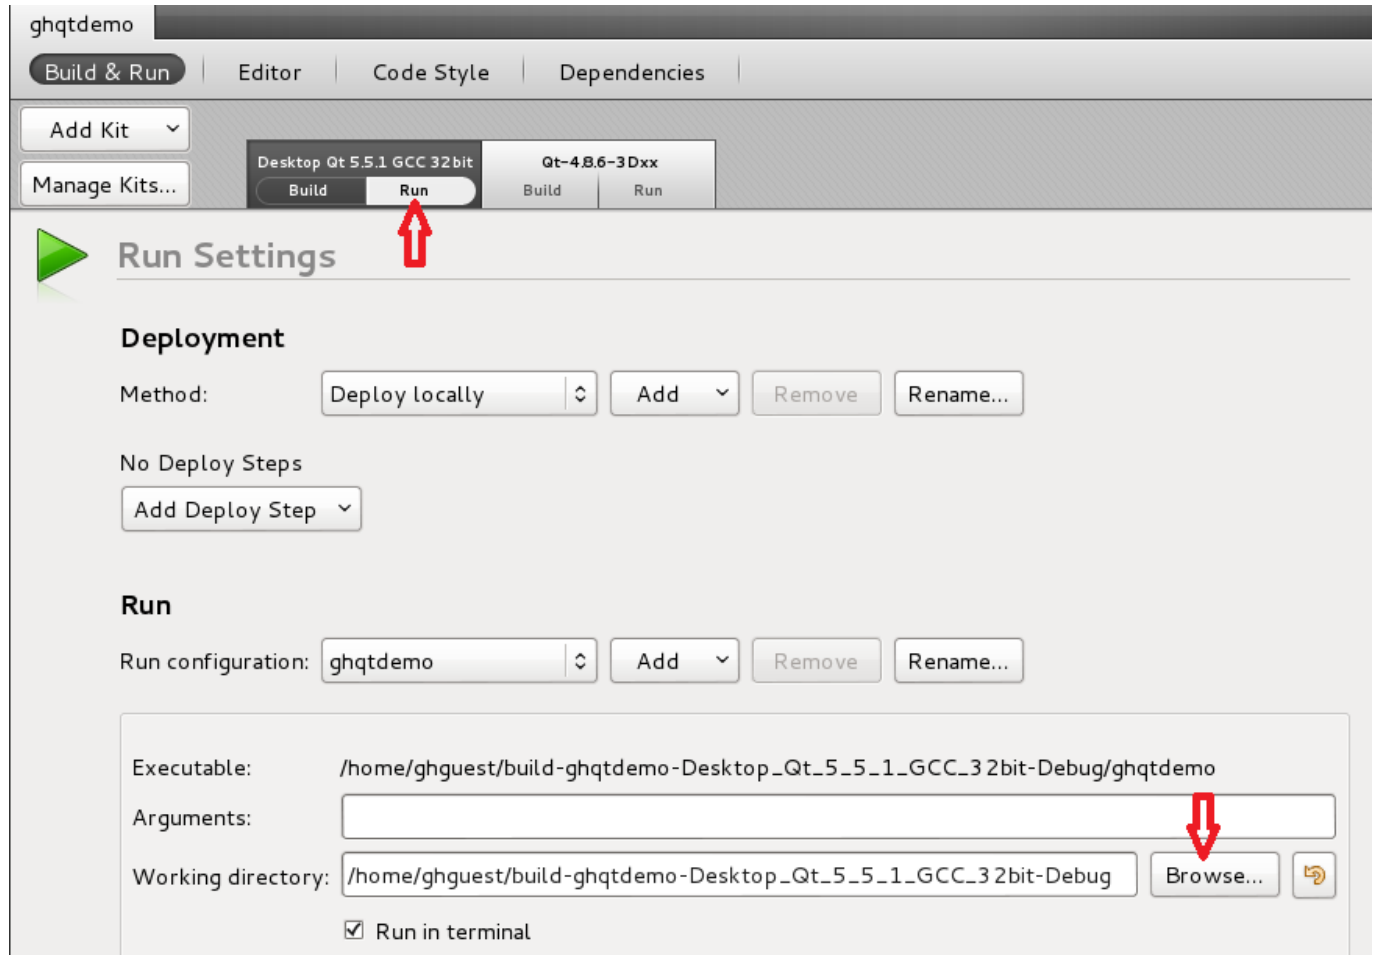 ghqtdemo
Build & Run Editor Code Style Dependencies
Add Kit
Manage Kits...
Desktop Qt 5.5.1 GCC 32bit Qt-4.8.6-3Dxx
Build Run Build Run
Run Settings
Deployment
Method: Deploy locally Add Remove Rename...
No Deploy Steps
Add Deploy Step
Run
Run configuration: ghqtdemo Add Remove Rename...
Executable: /home/ghguest/build-ghqtdemo-Desktop_Qt_5_5_1_GCC_32bit-Debug/ghqtdemo
Arguments:
Working directory: /home/ghguest/build-ghqtdemo-Desktop_Qt_5_5_1_GCC_32bit-Debug Browse...
Run in terminal